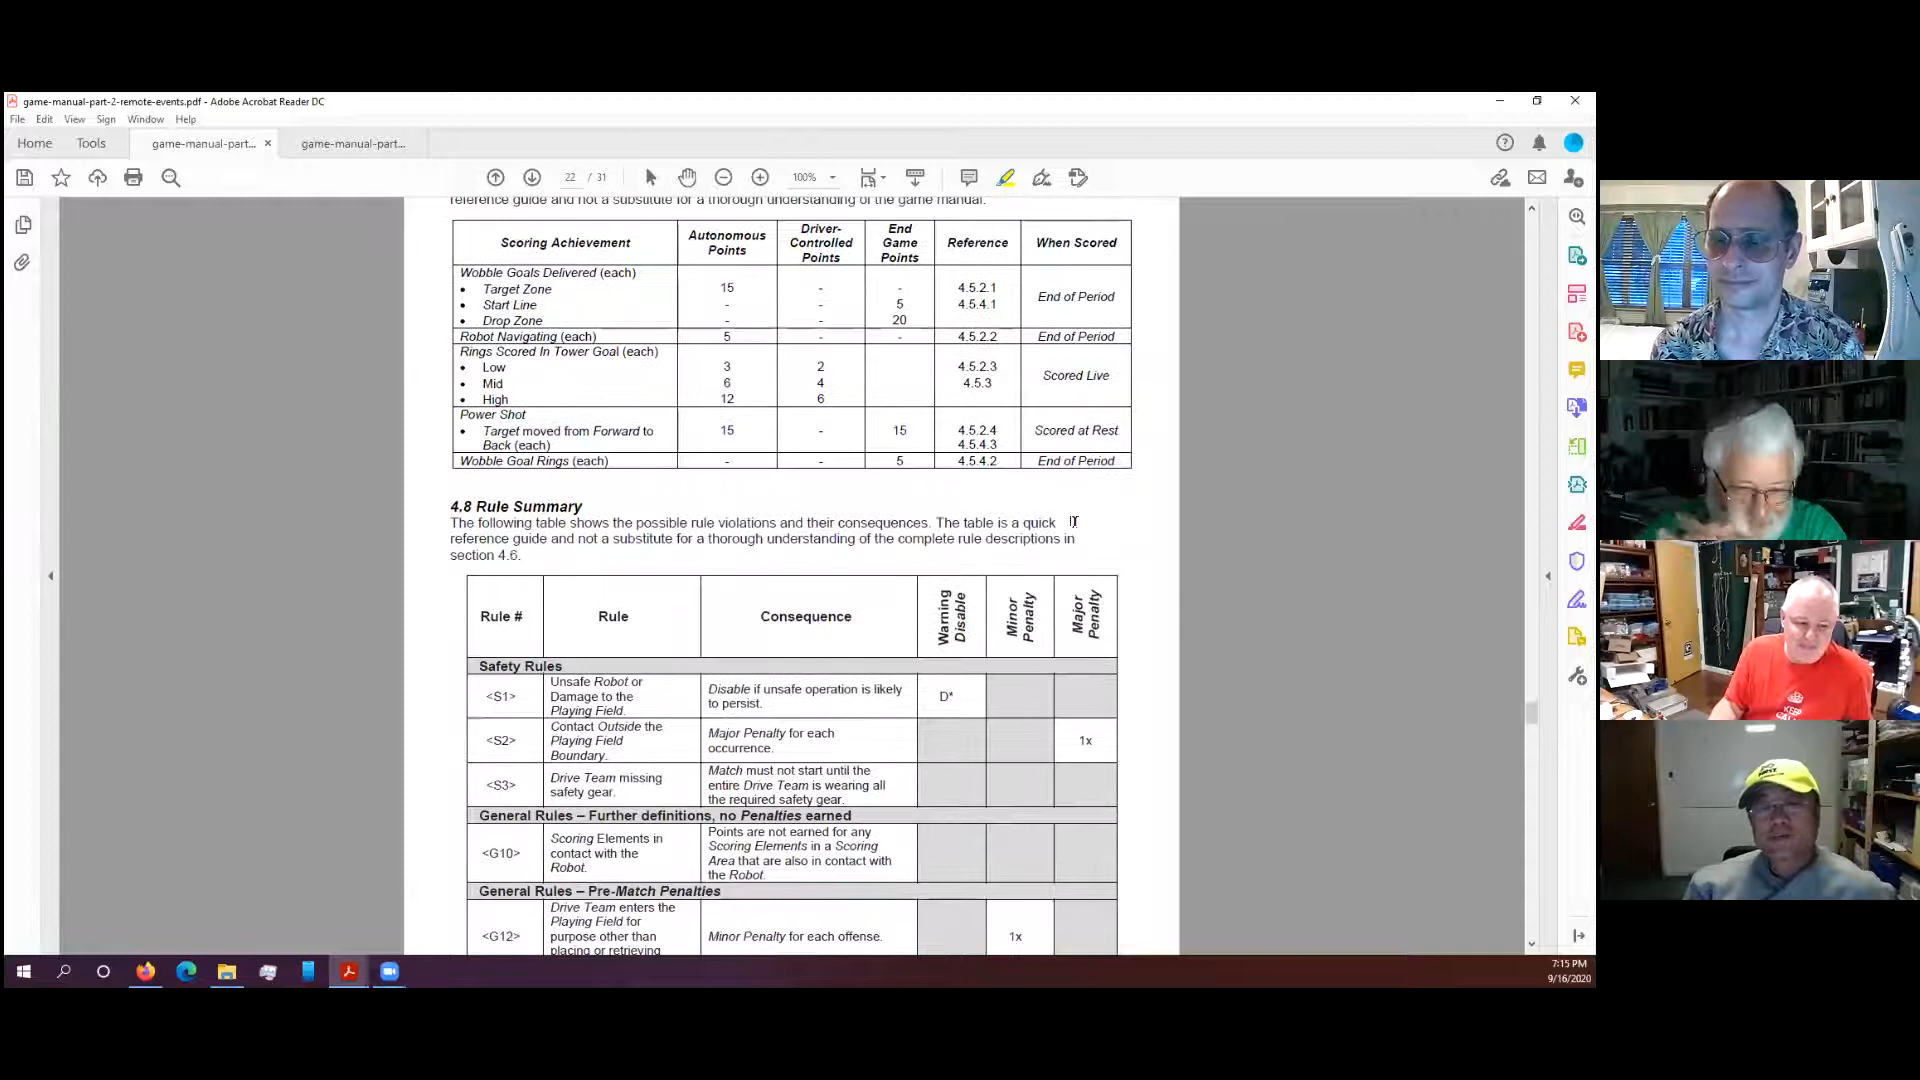 game-manual-part-2-remote-events.pdf - Adobe Acrobat Reader DC
File Edit View Sign Window Help
Home Tools game-manual-part... × game-manual-part...
22 / 31 100%
reference guide and not a substitute for a thorough understanding of the game manual.
Scoring Achievement Autonomous Points Driver-Controlled Points End Game Points Reference When Scored
Wobble Goals Delivered (each)
• Target Zone 15 - - 4.5.2.1 End of Period
• Start Line - - 5 4.5.4.1
• Drop Zone - - 20
Robot Navigating (each) 5 - - 4.5.2.2 End of Period
Rings Scored In Tower Goal (each)
• Low 3 2 4.5.2.3 Scored Live
• Mid 6 4 4.5.3
• High 12 6
Power Shot
• Target moved from Forward to 15 - 15 4.5.2.4 Scored at Rest
Back (each) 4.5.4.3
Wobble Goal Rings (each) - - 5 4.5.4.2 End of Period
4.8 Rule Summary
The following table shows the possible rule violations and their consequences. The table is a quick
reference guide and not a substitute for a thorough understanding of the complete rule descriptions in
section 4.6.
Rule # Rule Consequence Warning Disable Minor Penalty Major Penalty
Safety Rules
<S1> Unsafe Robot or Damage to the Playing Field. Disable if unsafe operation is likely to persist. D*
<S2> Contact Outside the Playing Field Boundary. Major Penalty for each occurrence. 1x
<S3> Drive Team missing safety gear. Match must not start until the entire Drive Team is wearing all the required safety gear.
General Rules – Further definitions, no Penalties earned
<G10> Scoring Elements in contact with the Robot. Points are not earned for any Scoring Elements in a Scoring Area that are also in contact with the Robot.
General Rules – Pre-Match Penalties
<G12> Drive Team enters the Playing Field for purpose other than placing or retrieving Minor Penalty for each offense. 1x
7:15 PM
9/16/2020
KEEP